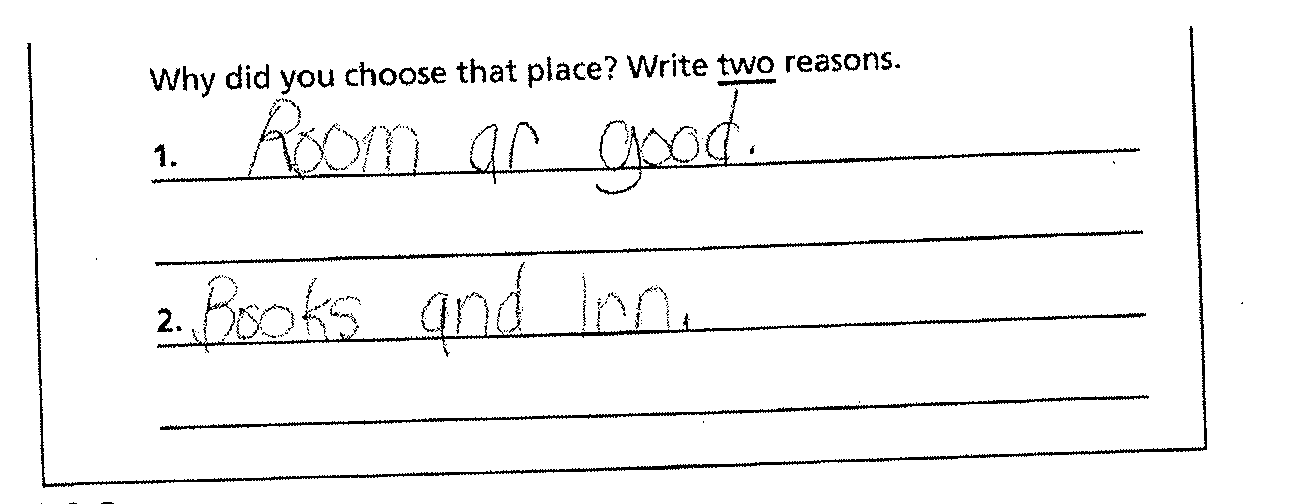 Why did you choose that place? Write two reasons.
1. Room ar good.
2. Books and Inn.